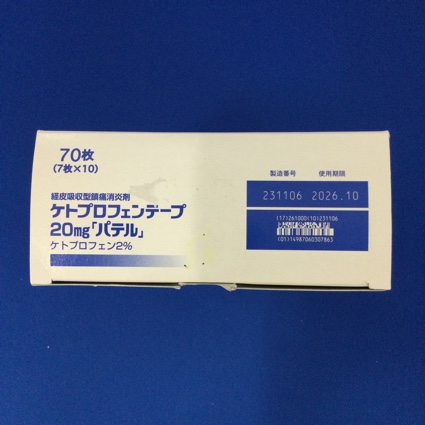 70枚
(7枚×10)
経皮吸収型鎮痛消炎剤
ケトプロフェンテープ
20mg「パテル」
ケトプロフェン2%
製造番号 使用期限
231106 2026.10
(17)261000(10)231106
(01)14987060307863